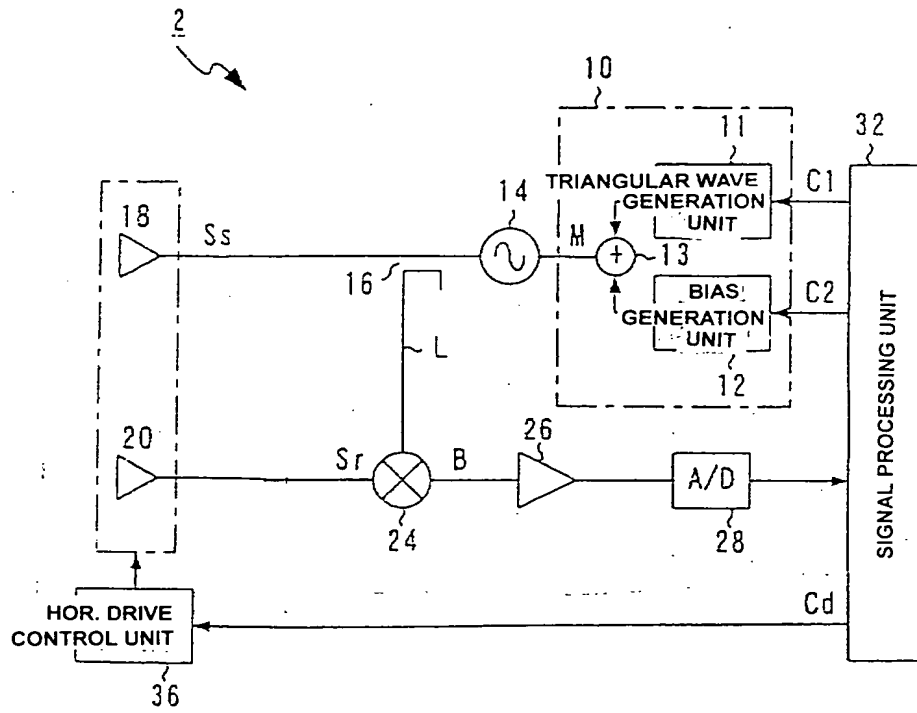 2
10
11
32
TRIANGULAR WAVE
GENERATION
UNIT
C1
18
Ss
14
M
+
13
16
BIAS
GENERATION
UNIT
C2
12
L
SIGNAL PROCESSING UNIT
20
Sr
B
26
A/D
24
28
HOR. DRIVE
CONTROL UNIT
Cd
36